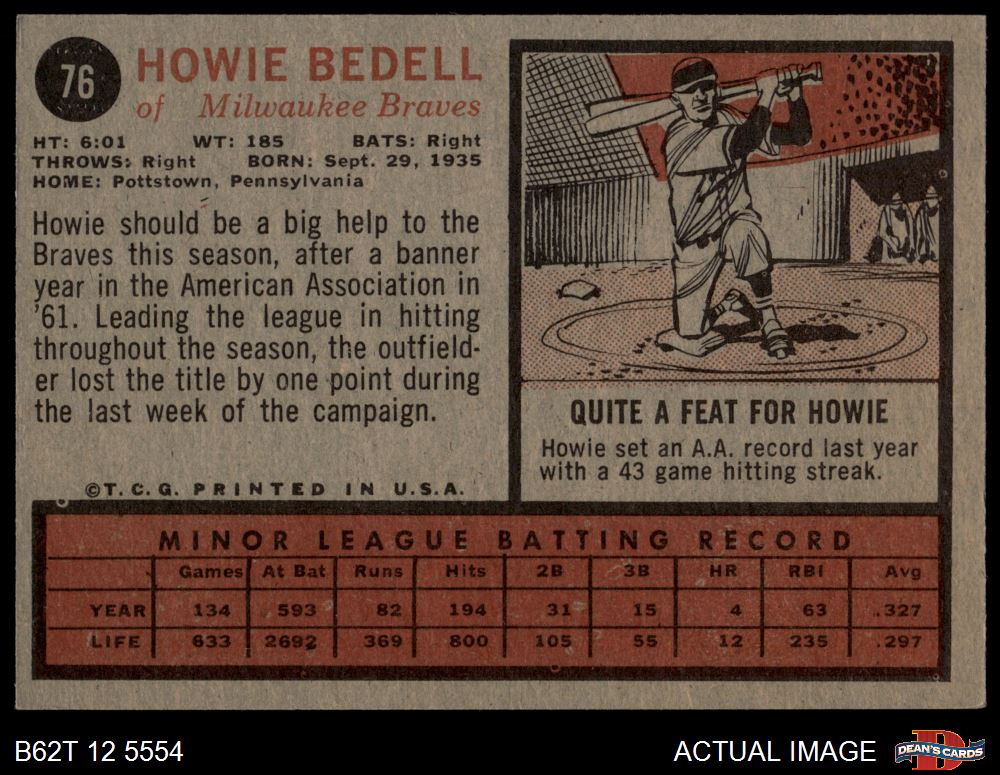 76
HOWIE BEDELL
of Milwaukee Braves
HT: 6:01 WT: 185 BATS: Right
THROWS: Right BORN: Sept. 29, 1935
HOME: Pottstown, Pennsylvania
Howie should be a big help to the
Braves this season, after a banner
year in the American Association in
'61. Leading the league in hitting
throughout the season, the outfield-
er lost the title by one point during
the last week of the campaign.
©T.C.G. PRINTED IN U.S.A.
QUITE A FEAT FOR HOWIE
Howie set an A.A. record last year
with a 43 game hitting streak.
MINOR LEAGUE BATTING RECORD
Games At Bat Runs Hits 2B 3B HR RBI Avg
YEAR 134 593 82 194 31 15 4 63 .327
LIFE 633 2692 369 800 105 55 12 235 .297
B62T 12 5554
ACTUAL IMAGE
D
DEAN'S CARDS